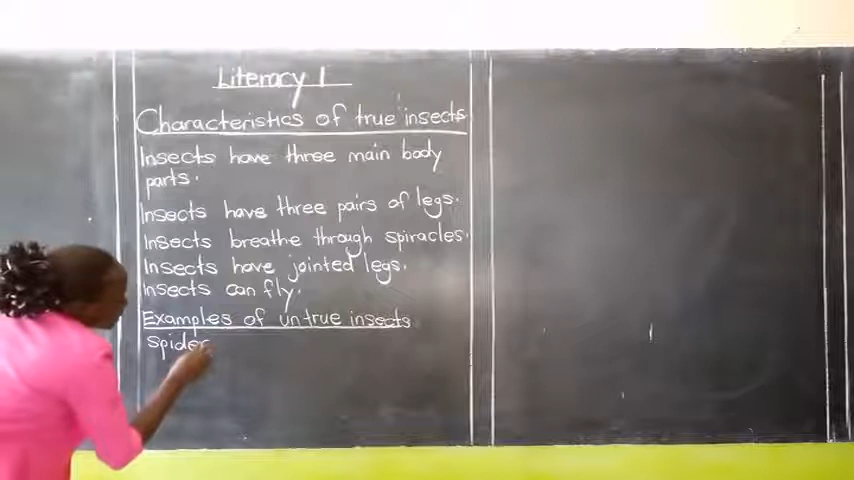 Literacy 1
Characteristics of true insects
Insects have three main body
parts.
Insects have three pairs of legs.
Insects breathe through spiracles.
Insects have jointed legs.
Insects can fly.
Examples of untrue insects
spider